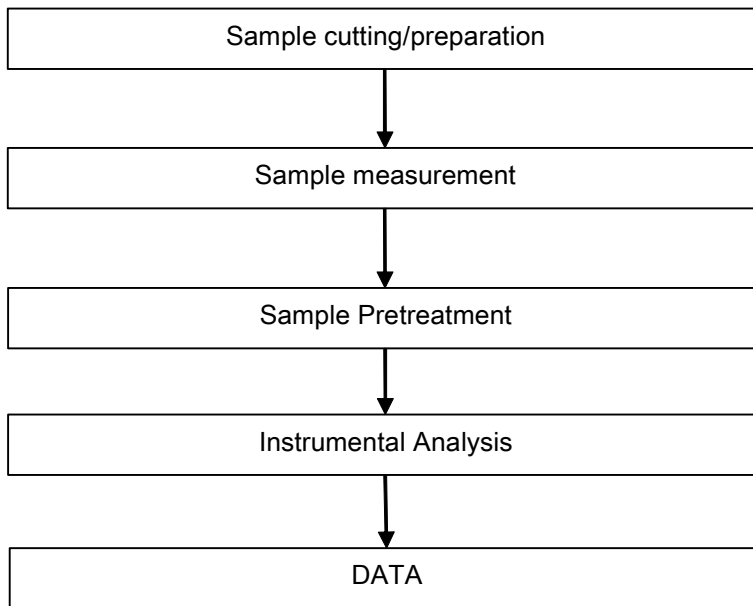 Sample cutting/preparation
Sample measurement
Sample Pretreatment
Instrumental Analysis
DATA